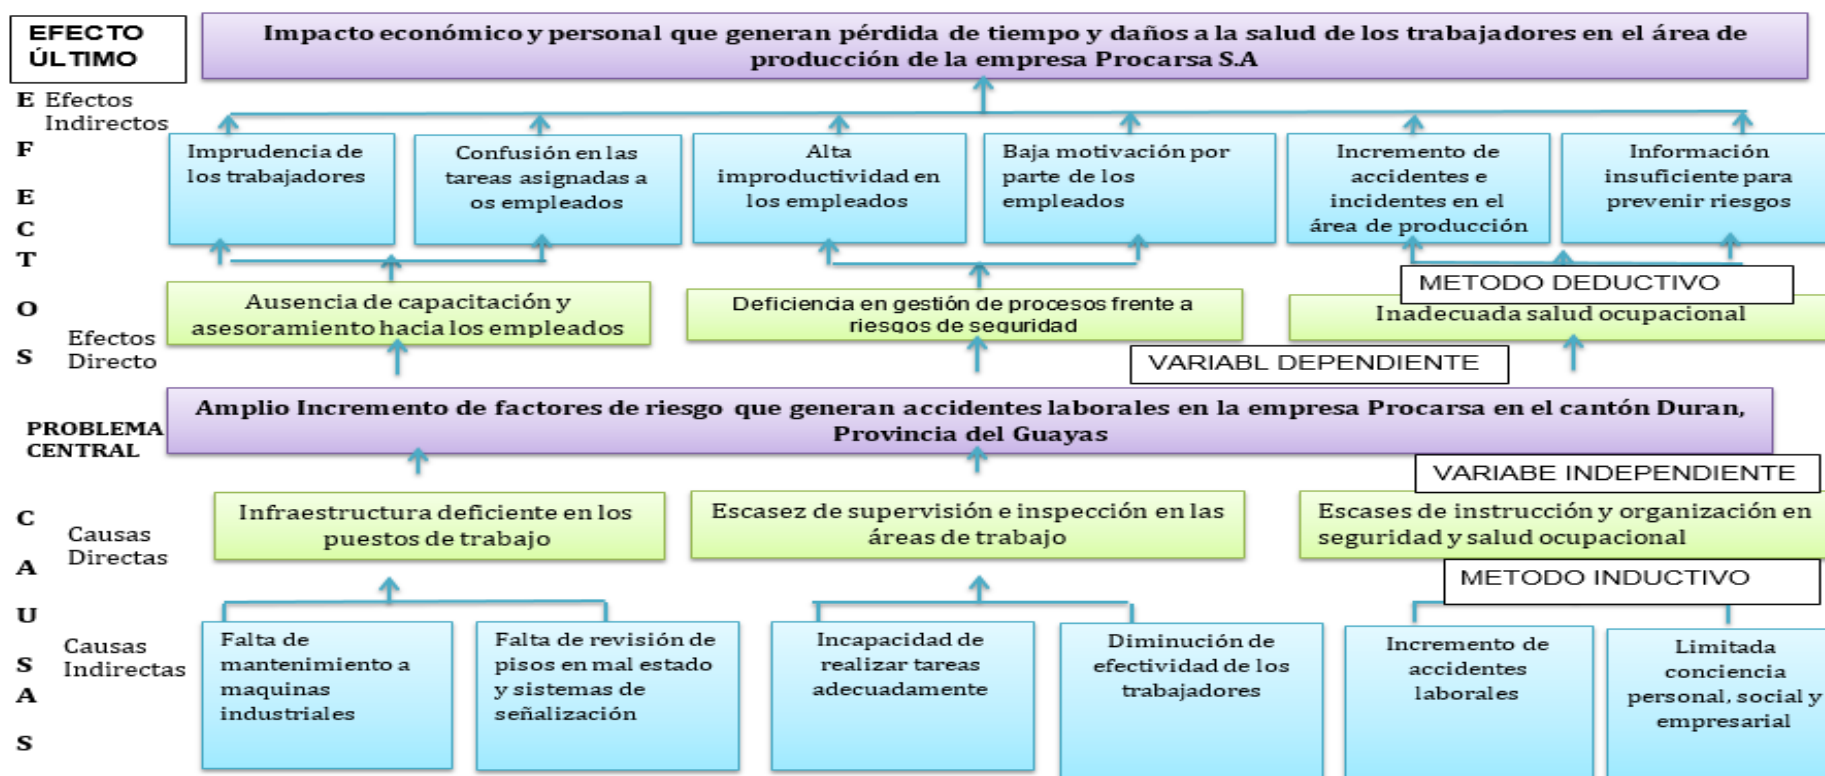 EFECTO
ÚLTIMO
Impacto económico y personal que generan pérdida de tiempo y daños a la salud de los trabajadores en el área de
producción de la empresa Procarsa S.A
E
F
E
C
T
O
S
Efectos
Indirectos
Imprudencia de
los trabajadores
Confusión en las
tareas asignadas a
os empleados
Alta
improductividad en
los empleados
Baja motivación por
parte de los
empleados
Incremento de
accidentes e
incidentes en el
área de producción
Información
insuficiente para
prevenir riesgos
METODO DEDUCTIVO
Efectos
Directo
Ausencia de capacitación y
asesoramiento hacia los empleados
Deficiencia en gestión de procesos frente a
riesgos de seguridad
Inadecuada salud ocupacional
VARIABL DEPENDIENTE
PROBLEMA
CENTRAL
Amplio Incremento de factores de riesgo que generan accidentes laborales en la empresa Procarsa en el cantón Duran,
Provincia del Guayas
VARIABE INDEPENDIENTE
C
A
U
S
A
S
Causas
Directas
Infraestructura deficiente en los
puestos de trabajo
Escasez de supervisión e inspección en las
áreas de trabajo
Escases de instrucción y organización en
seguridad y salud ocupacional
METODO INDUCTIVO
Causas
Indirectas
Falta de
mantenimiento a
maquinas
industriales
Falta de revisión de
pisos en mal estado
y sistemas de
señalización
Incapacidad de
realizar tareas
adecuadamente
Diminución de
efectividad de los
trabajadores
Incremento de
accidentes
laborales
Limitada
conciencia
personal, social y
empresarial